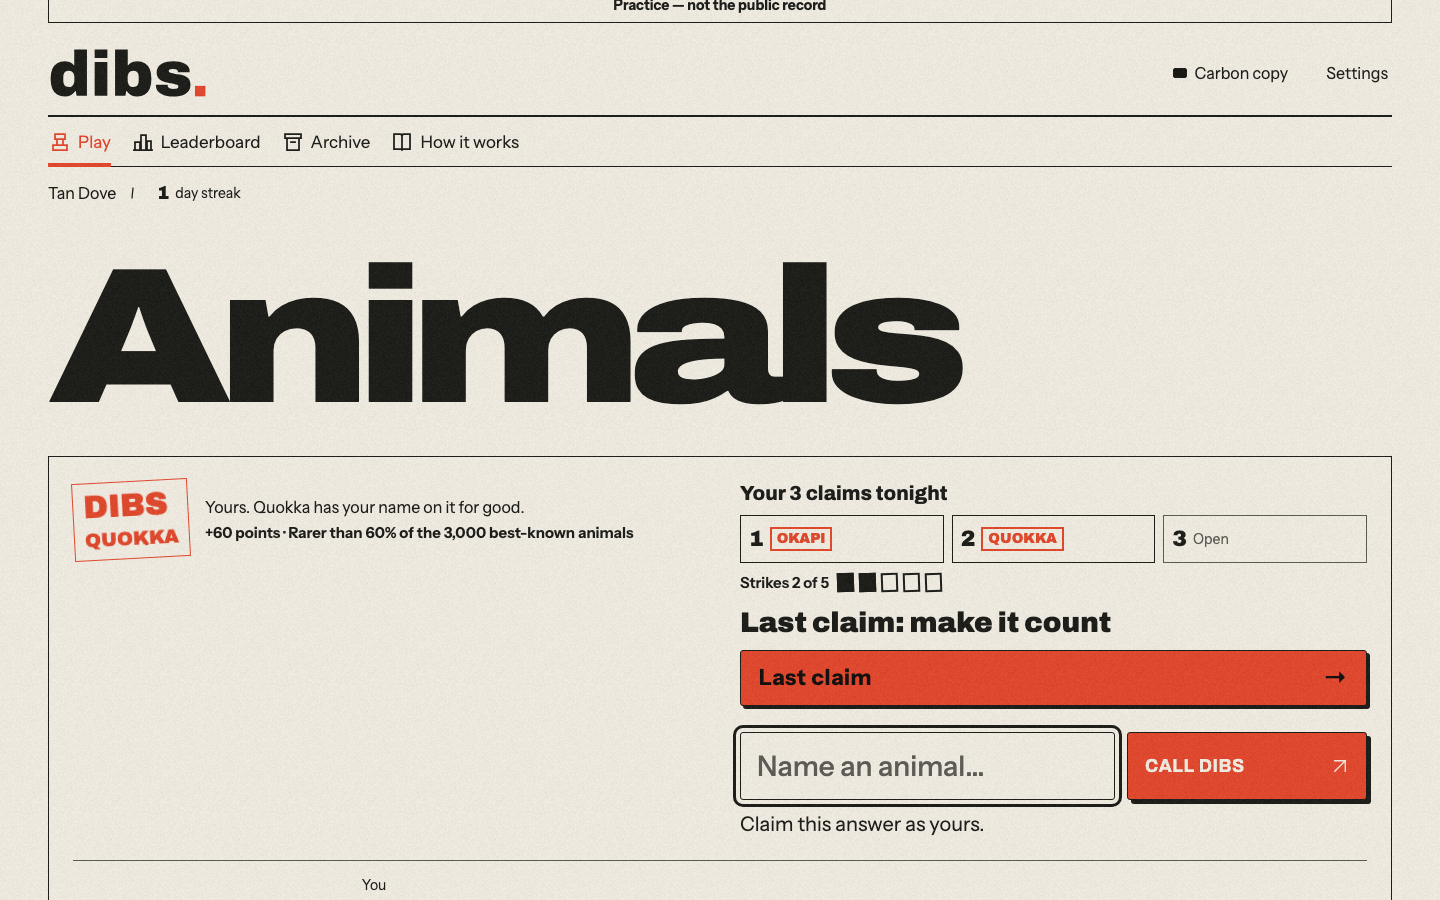 Practice — not the public record
dibs.
Carbon copy
Settings
Play
Leaderboard
Archive
How it works
Tan Dove / 1 day streak
Animals
DIBS
QUOKKA
Yours. Quokka has your name on it for good.
+60 points · Rarer than 60% of the 3,000 best-known animals
Your 3 claims tonight
1 OKAPI
2 QUOKKA
3 Open
Strikes 2 of 5
Last claim: make it count
Last claim →
Name an animal...
CALL DIBS
Claim this answer as yours.
You